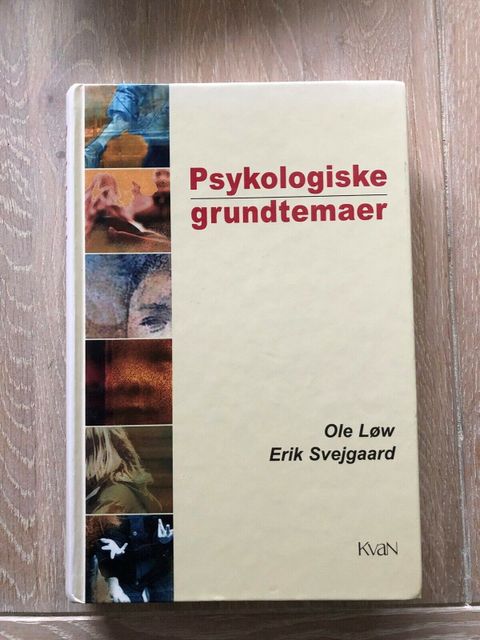 Psykologiske
grundtemaer
Ole Løw
Erik Svejgaard
KvaN